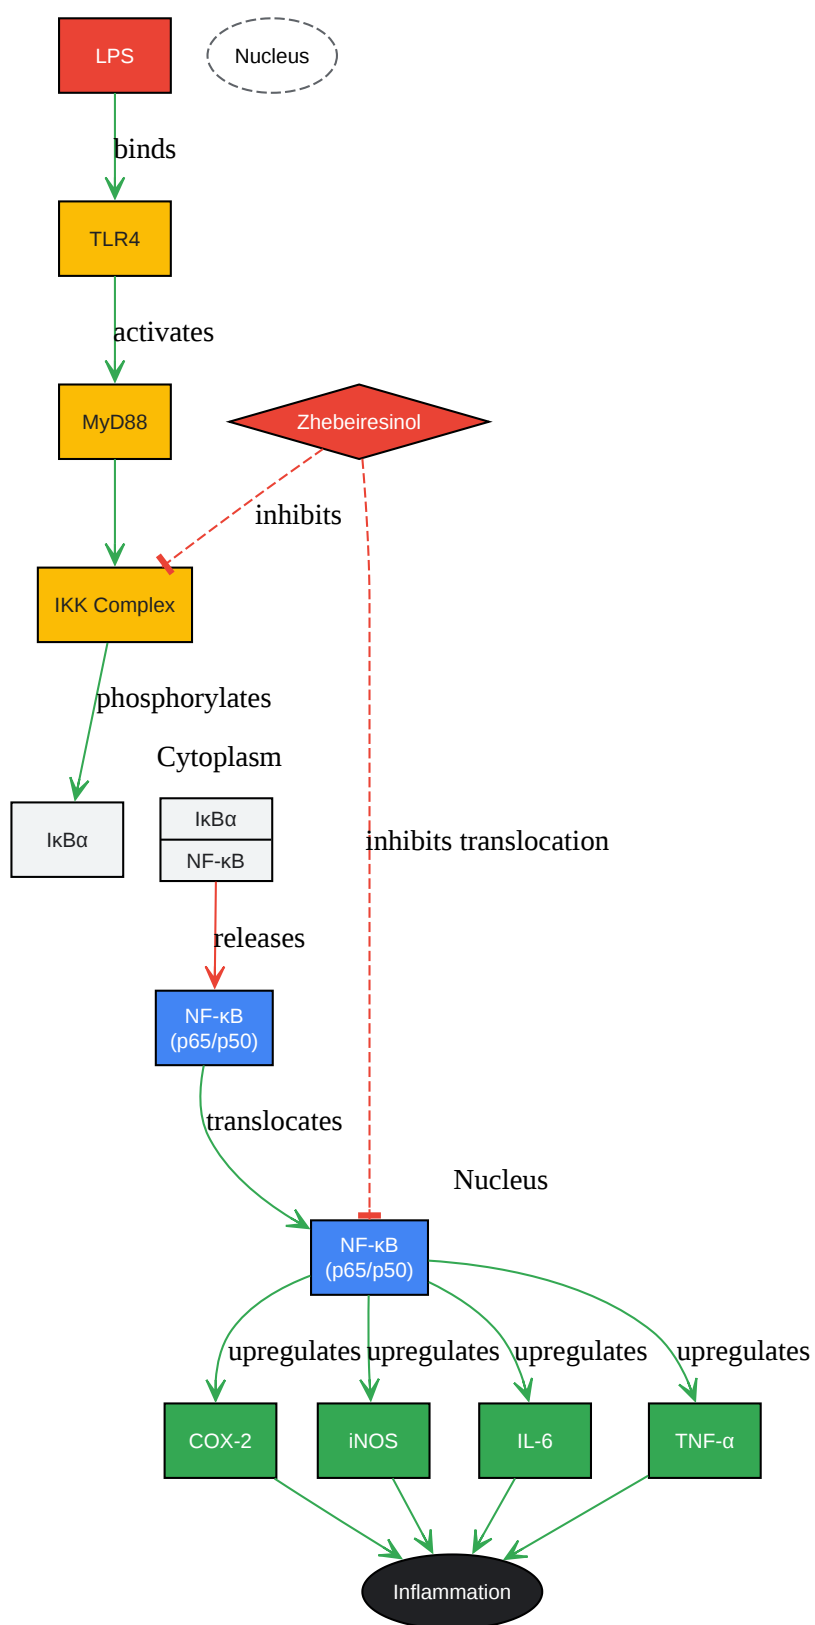 LPS
Nucleus
binds
TLR4
activates
MyD88
Zhebeiresinol
inhibits
IKK Complex
phosphorylates
Cytoplasm
IκBα
IκBα
NF-κB
inhibits translocation
releases
NF-κB
(p65/p50)
translocates
Nucleus
NF-κB
(p65/p50)
upregulates
upregulates
upregulates
upregulates
COX-2
iNOS
IL-6
TNF-α
Inflammation